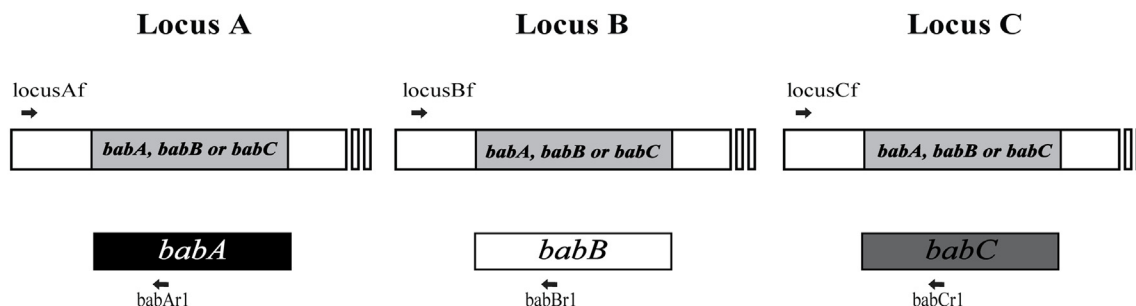 Locus A Locus B Locus C
locusAf locusBf locusCf
babA, babB or babC babA, babB or babC babA, babB or babC
babA babB babC
babAr1 babBr1 babCr1